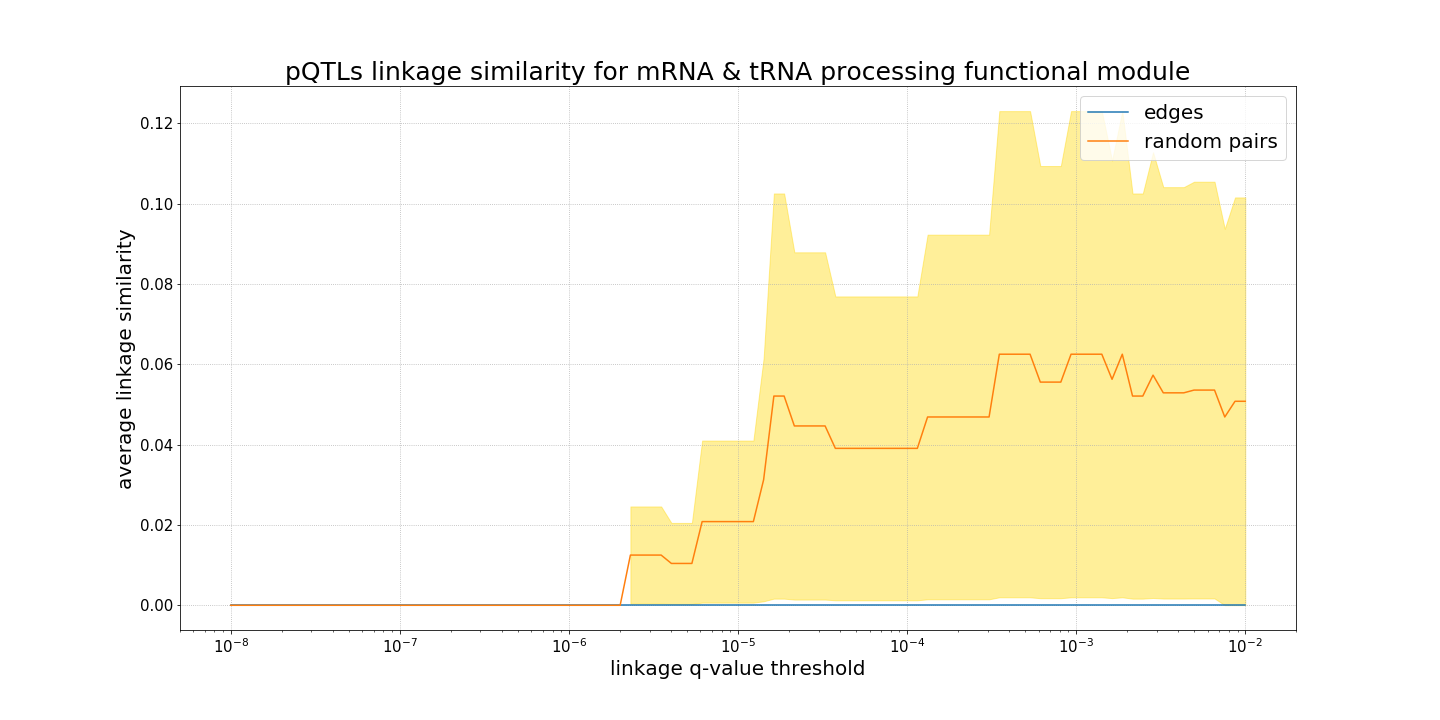 pQTLs linkage similarity for mRNA & tRNA processing functional module
edges
random pairs
average linkage similarity
0.12
0.10
0.08
0.06
0.04
0.02
0.00
10⁻⁸ 10⁻⁷ 10⁻⁶ 10⁻⁵ 10⁻⁴ 10⁻³ 10⁻²
linkage q-value threshold